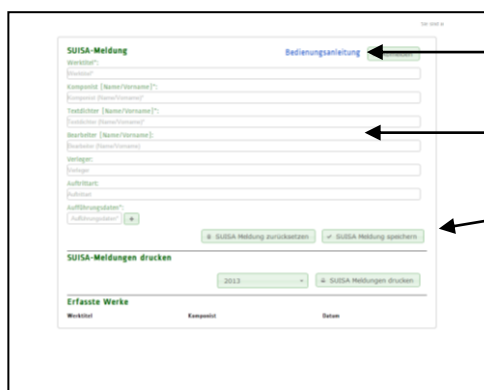 SUISA-Meldung
Bedienungsanleitung
Werktitel*:
Werktitel*
Komponist [Name/Vorname]*:
Komponist (Name/Vorname)*
Textdichter [Name/Vorname]*:
Textdichter (Name/Vorname)*
Bearbeiter [Name/Vorname]:
Bearbeiter (Name/Vorname)
Verleger:
Verleger
Auftrittart:
Auftrittart
Aufführungsdaten*:
Aufführungsdaten* +
SUISA Meldung zurücksetzen
SUISA Meldung speichern
SUISA-Meldungen drucken
2013
SUISA Meldungen drucken
Erfasste Werke
Werktitel Komponist Datum